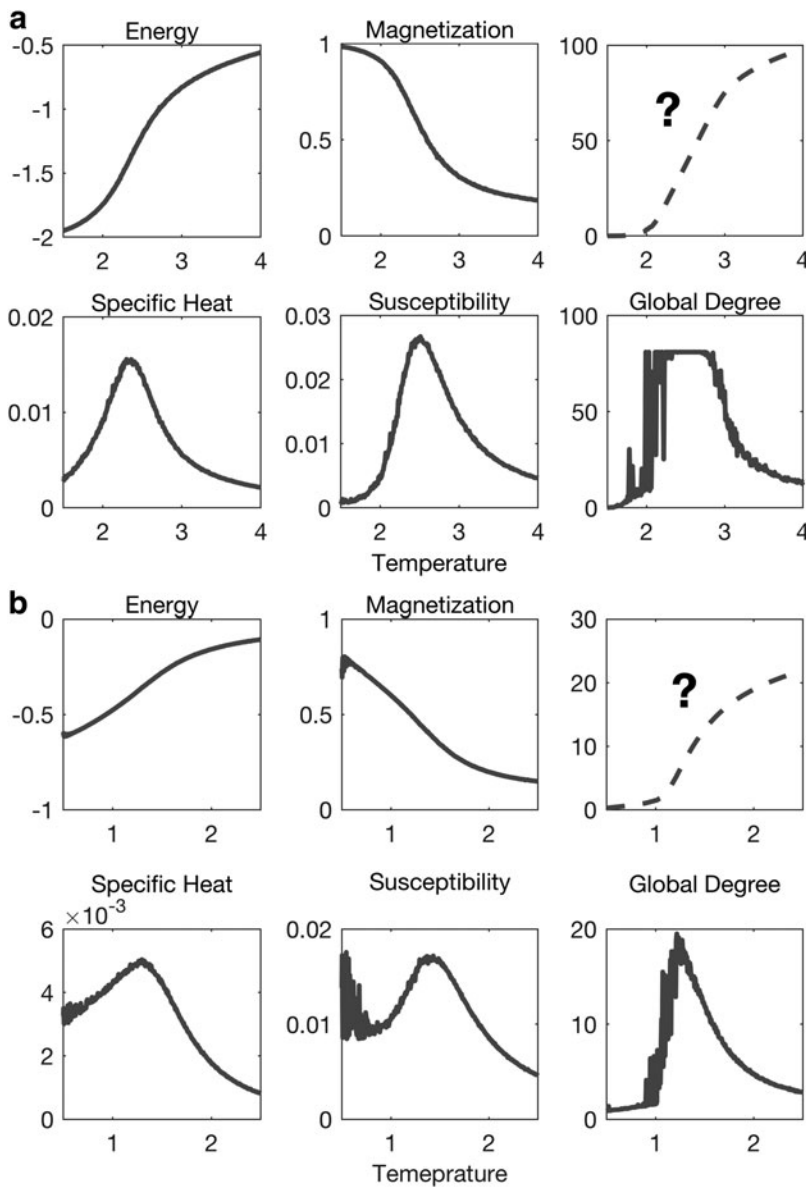 a
Energy
Magnetization
-0.5
-1
-1.5
-2
2 3 4
1
0.5
0
2 3 4
100
50
0
?
2 3 4
Specific Heat
Susceptibility
Global Degree
0.02
0.01
0
2 3 4
0.03
0.02
0.01
0
2 3 4
100
50
0
2 3 4
Temperature
b
Energy
Magnetization
0
-0.5
-1
1 2
1
0.5
0
1 2
30
20
10
0
?
1 2
Specific Heat
Susceptibility
Global Degree
×10-3
6
4
2
0
1 2
0.02
0.01
0
1 2
20
10
0
1 2
Temeprature